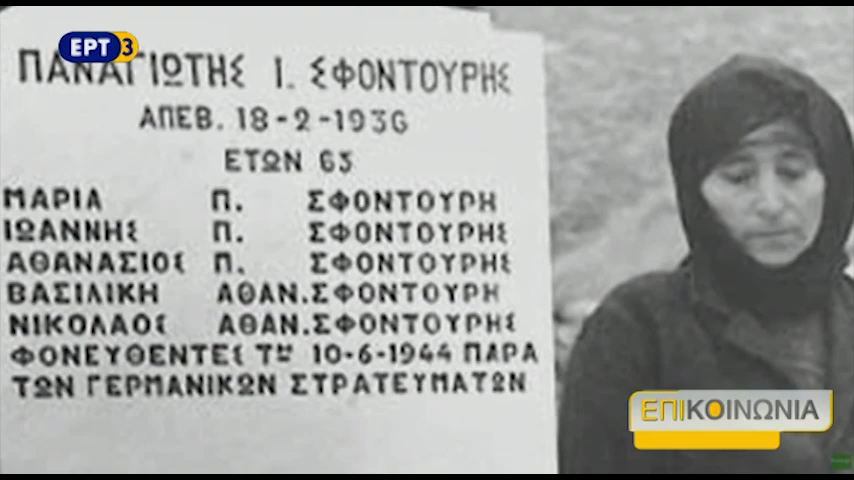 ΕΡΤ3
ΠΑΝΑΓΙΩΤΗΣ Ι. ΣΦΟΝΤΟΥΡΗΣ
ΑΠΕΒ. 18-2-1936
ΕΤΩΝ 63
ΜΑΡΙΑ Π. ΣΦΟΝΤΟΥΡΗ
ΙΩΑΝΝΗΣ Π. ΣΦΟΝΤΟΥΡΗΣ
ΑΘΑΝΑΣΙΟΣ Π. ΣΦΟΝΤΟΥΡΗΣ
ΒΑΣΙΛΙΚΗ ΑΘΑΝ. ΣΦΟΝΤΟΥΡΗ
ΝΙΚΟΛΑΟΣ ΑΘΑΝ. ΣΦΟΝΤΟΥΡΗΣ
ΦΟΝΕΥΘΕΝΤΕΣ 10-6-1944 ΠΑΡΑ
ΤΩΝ ΓΕΡΜΑΝΙΚΩΝ ΣΤΡΑΤΕΥΜΑΤΩΝ
ΕΠΙΚΟΙΝΩΝΙΑ